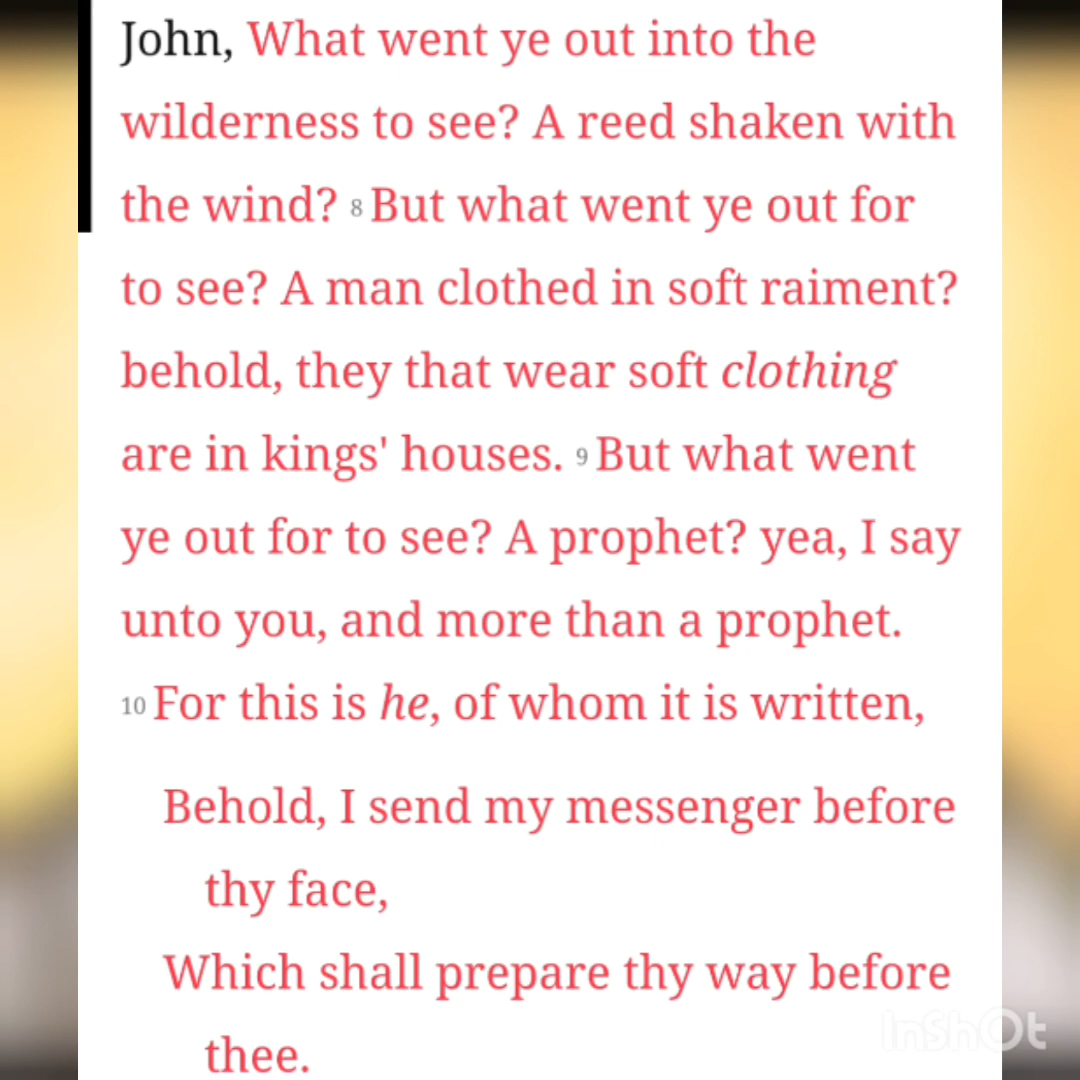 John, What went ye out into the
wilderness to see? A reed shaken with
the wind? 8 But what went ye out for
to see? A man clothed in soft raiment?
behold, they that wear soft clothing
are in kings' houses. 9 But what went
ye out for to see? A prophet? yea, I say
unto you, and more than a prophet.
10 For this is he, of whom it is written,
Behold, I send my messenger before
thy face,
Which shall prepare thy way before
thee.
InShOt